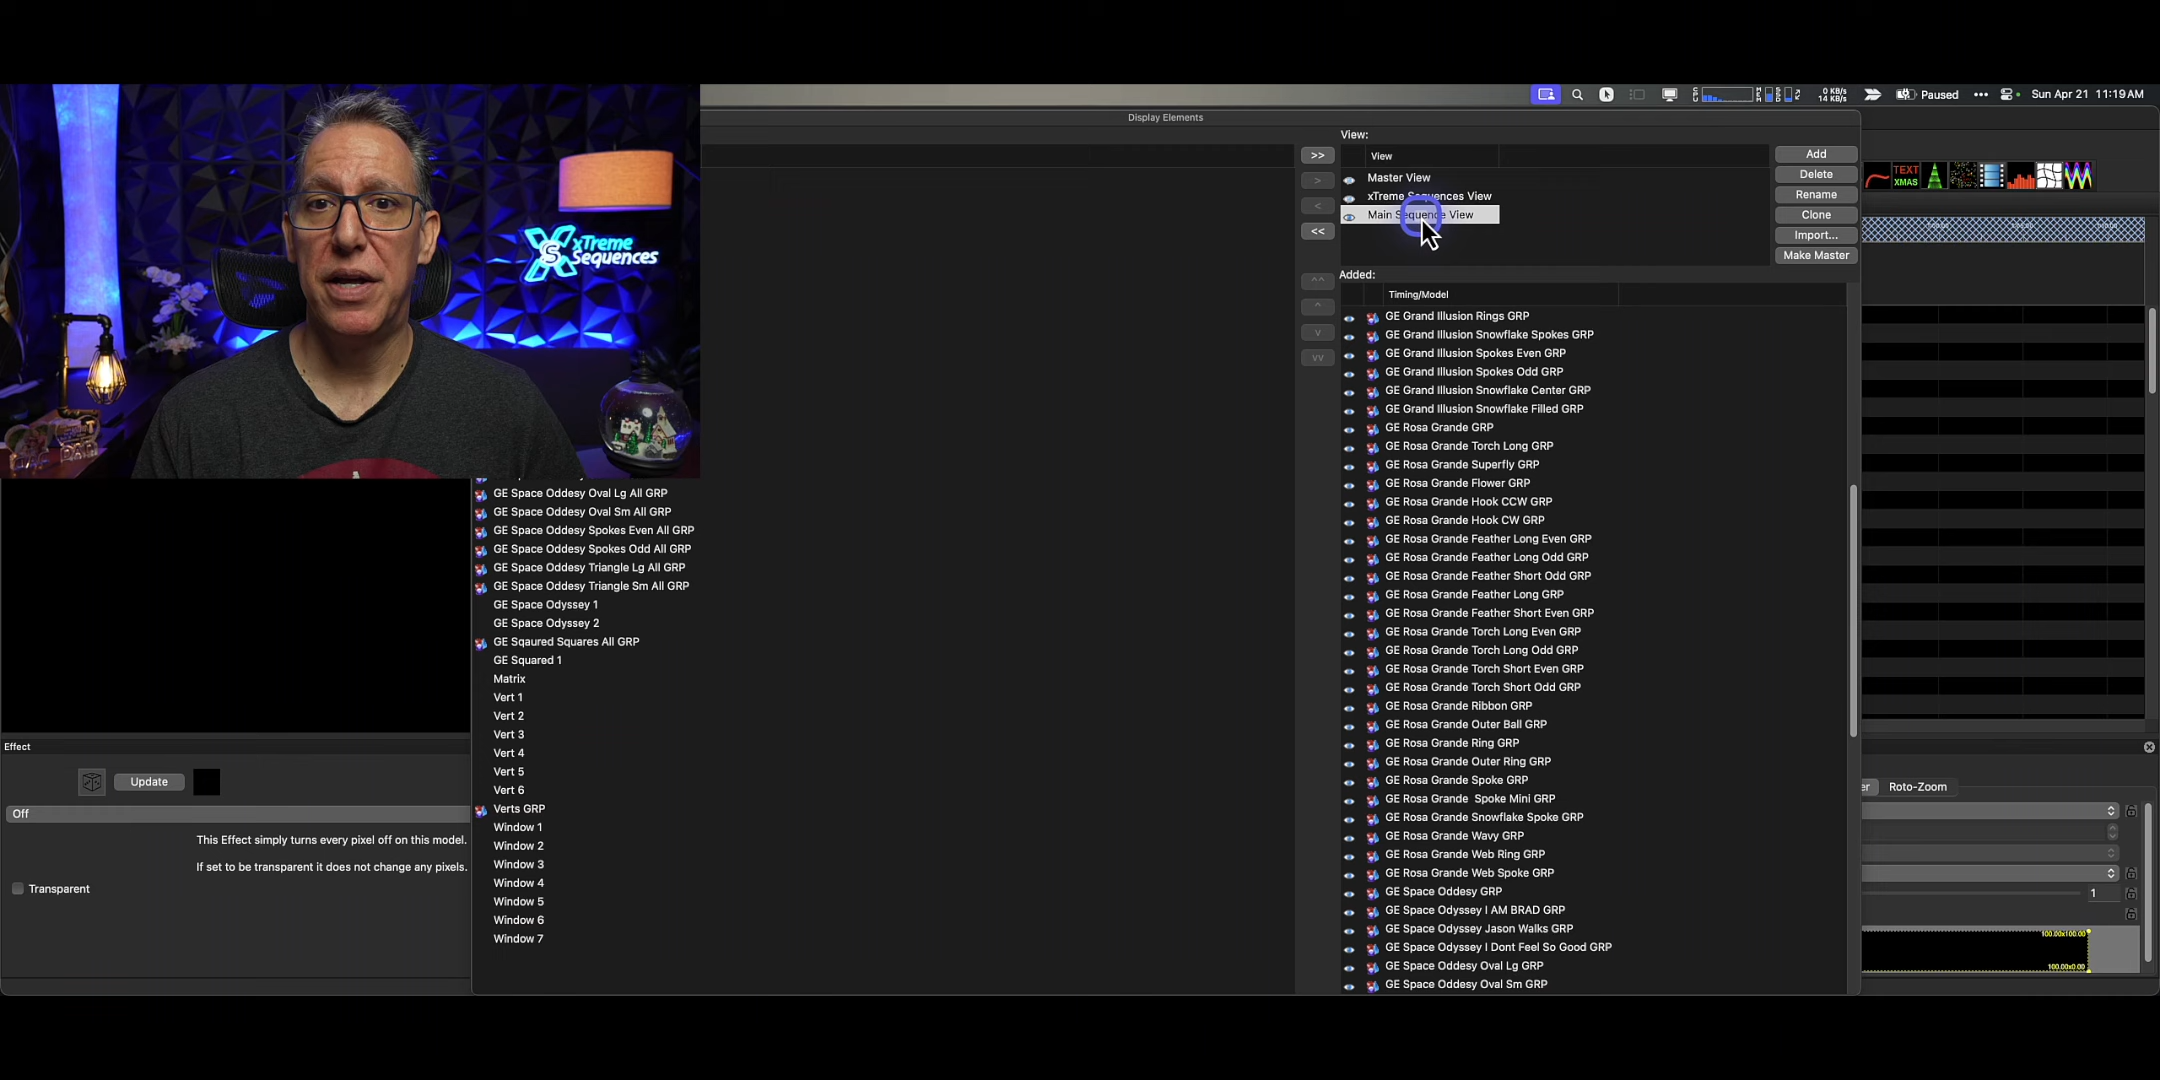 0 KB/s
14 KB/s
Paused
Sun Apr 21 11:19 AM
Display Elements
xTreme
Sequences
View:
View
Master View
xTreme Sequences View
Main Sequence View
>>
>
<
<<
^^
^
v
vv
Add
Delete
Rename
Clone
Import...
Make Master
TEXT
XMAS
Added:
Timing/Model
GE Grand Illusion Rings GRP
GE Grand Illusion Snowflake Spokes GRP
GE Grand Illusion Spokes Even GRP
GE Grand Illusion Spokes Odd GRP
GE Grand Illusion Snowflake Center GRP
GE Grand Illusion Snowflake Filled GRP
GE Rosa Grande GRP
GE Rosa Grande Torch Long GRP
GE Rosa Grande Superfly GRP
GE Rosa Grande Flower GRP
GE Rosa Grande Hook CCW GRP
GE Rosa Grande Hook CW GRP
GE Rosa Grande Feather Long Even GRP
GE Rosa Grande Feather Long Odd GRP
GE Rosa Grande Feather Short Odd GRP
GE Rosa Grande Feather Long GRP
GE Rosa Grande Feather Short Even GRP
GE Rosa Grande Torch Long Even GRP
GE Rosa Grande Torch Long Odd GRP
GE Rosa Grande Torch Short Even GRP
GE Rosa Grande Torch Short Odd GRP
GE Rosa Grande Ribbon GRP
GE Rosa Grande Outer Ball GRP
GE Rosa Grande Ring GRP
GE Rosa Grande Outer Ring GRP
GE Rosa Grande Spoke GRP
GE Rosa Grande  Spoke Mini GRP
GE Rosa Grande Snowflake Spoke GRP
GE Rosa Grande Wavy GRP
GE Rosa Grande Web Ring GRP
GE Rosa Grande Web Spoke GRP
GE Space Oddesy GRP
GE Space Odyssey I AM BRAD GRP
GE Space Odyssey Jason Walks GRP
GE Space Odyssey I Dont Feel So Good GRP
GE Space Oddesy Oval Lg GRP
GE Space Oddesy Oval Sm GRP
GE Space Oddesy Oval Lg All GRP
GE Space Oddesy Oval Sm All GRP
GE Space Oddesy Spokes Even All GRP
GE Space Oddesy Spokes Odd All GRP
GE Space Oddesy Triangle Lg All GRP
GE Space Oddesy Triangle Sm All GRP
GE Space Odyssey 1
GE Space Odyssey 2
GE Sqaured Squares All GRP
GE Squared 1
Matrix
Vert 1
Vert 2
Vert 3
Vert 4
Vert 5
Vert 6
Verts GRP
Window 1
Window 2
Window 3
Window 4
Window 5
Window 6
Window 7
Effect
Update
Off
This Effect simply turns every pixel off on this model.
If set to be transparent it does not change any pixels.
Transparent
er
Roto-Zoom
1
100.00x100.00
100.00x0.00